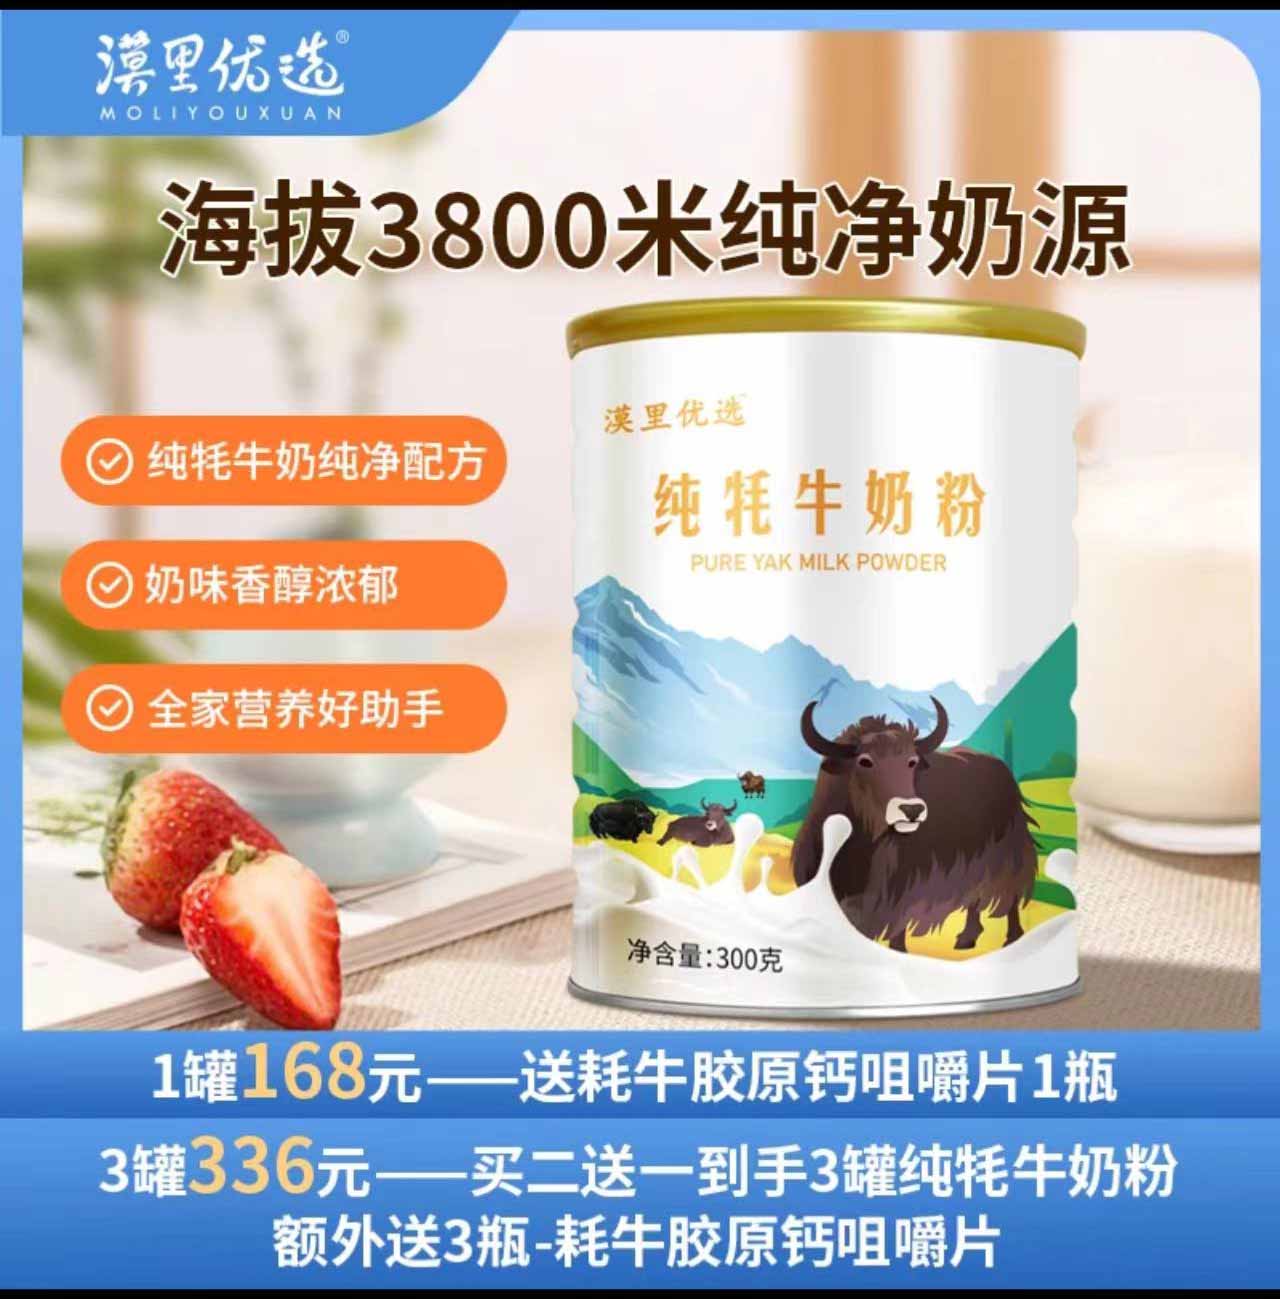 漠里优选®
MOLIYOUXUAN
海拔3800米纯净奶源
纯牦牛奶纯净配方
奶味香醇浓郁
全家营养好助手
漠里优选
纯牦牛奶粉
PURE YAK MILK POWDER
净含量:300克
1罐168元——送耗牛胶原钙咀嚼片1瓶
3罐336元——买二送一到手3罐纯牦牛奶粉
额外送3瓶-耗牛胶原钙咀嚼片